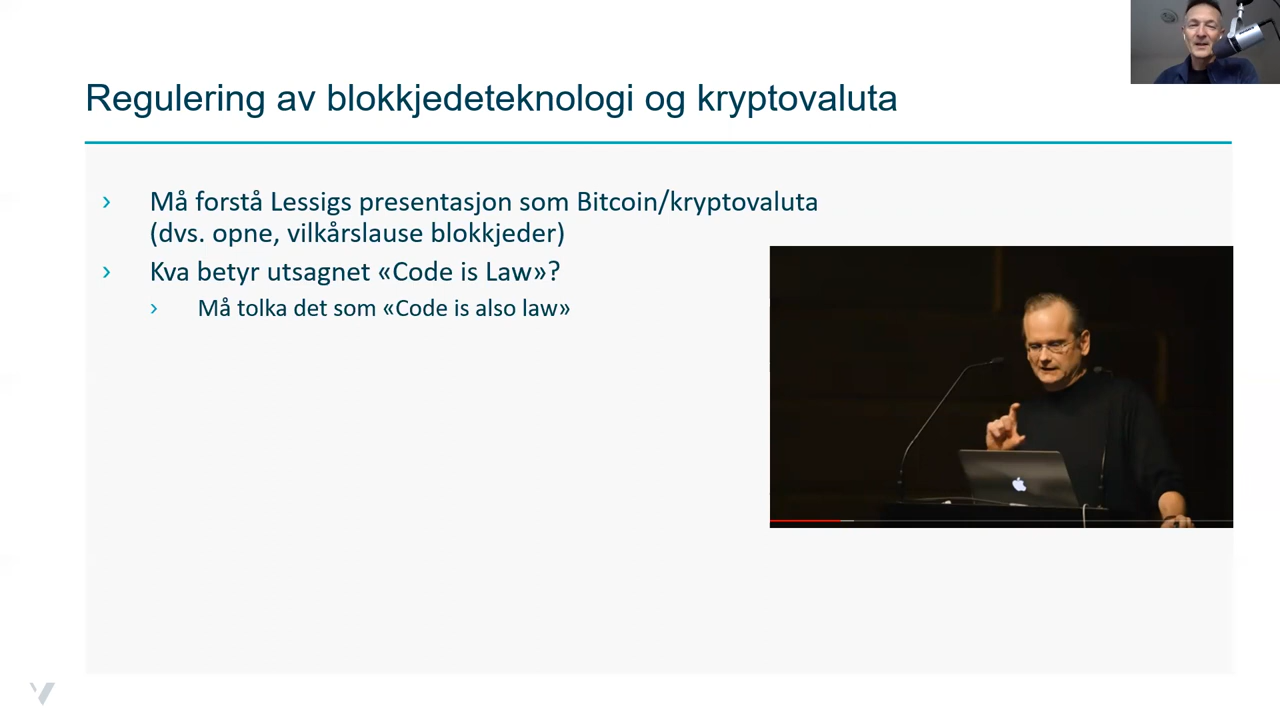 Regulering av blokkjedeteknologi og kryptovaluta
Må forstå Lessigs presentasjon som Bitcoin/kryptovaluta
(dvs. opne, vilkårslause blokkjeder)
Kva betyr utsagnet «Code is Law»?
Må tolka det som «Code is also law»